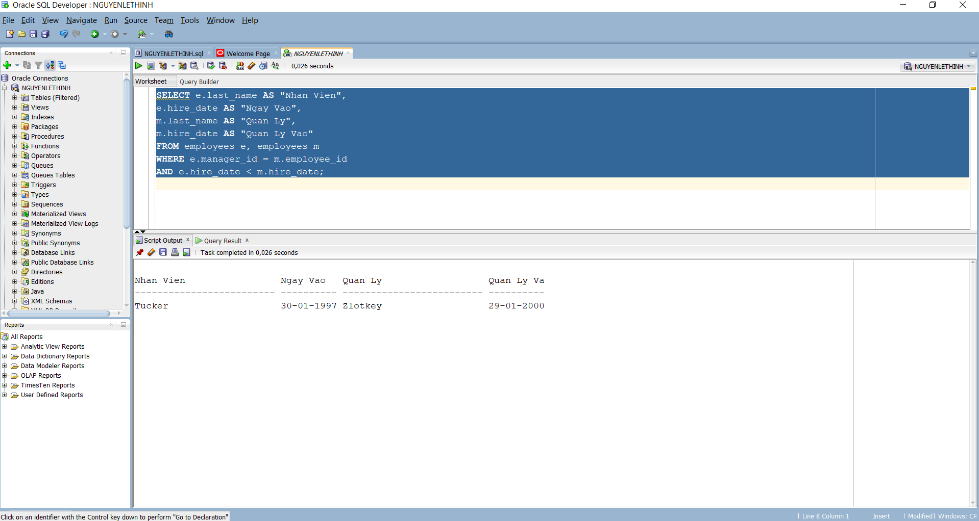 Oracle SQL Developer : NGUYENLETHINH
File Edit View Navigate Run Source Team Tools Window Help
Connections
NGUYENLETHINH.sql Welcome Page NGUYENLETHINH
0,026 seconds
NGUYENLETHINH
Worksheet Query Builder
Oracle Connections
NGUYENLETHINH
Tables (Filtered)
Views
Indexes
Packages
Procedures
Functions
Operators
Queues
Queues Tables
Triggers
Types
Sequences
Materialized Views
Materialized View Logs
Synonyms
Public Synonyms
Database Links
Public Database Links
Directories
Editions
Java
XML Schemas
SELECT e.last_name AS "Nhan Vien",
e.hire_date AS "Ngay Vao",
m.last_name AS "Quan Ly",
m.hire_date AS "Quan Ly Vao"
FROM employees e, employees m
WHERE e.manager_id = m.employee_id
AND e.hire_date < m.hire_date;
Script Output Query Result
Task completed in 0,026 seconds
Nhan Vien Ngay Vao Quan Ly Quan Ly Va
Tucker 30-01-1997 Zlotkey 29-01-2000
Reports
All Reports
Analytic View Reports
Data Dictionary Reports
Data Modeler Reports
OLAP Reports
TimesTen Reports
User Defined Reports
Click on an identifier with the Control key down to perform "Go to Declaration"
Line 8 Column 1 Insert Modified Windows: CF